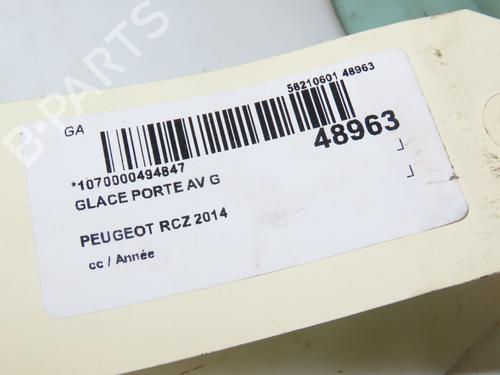 B-PARTS
GA
58210601 48963
*1070000494847
48963
GLACE PORTE AV G
PEUGEOT RCZ 2014
cc / Année